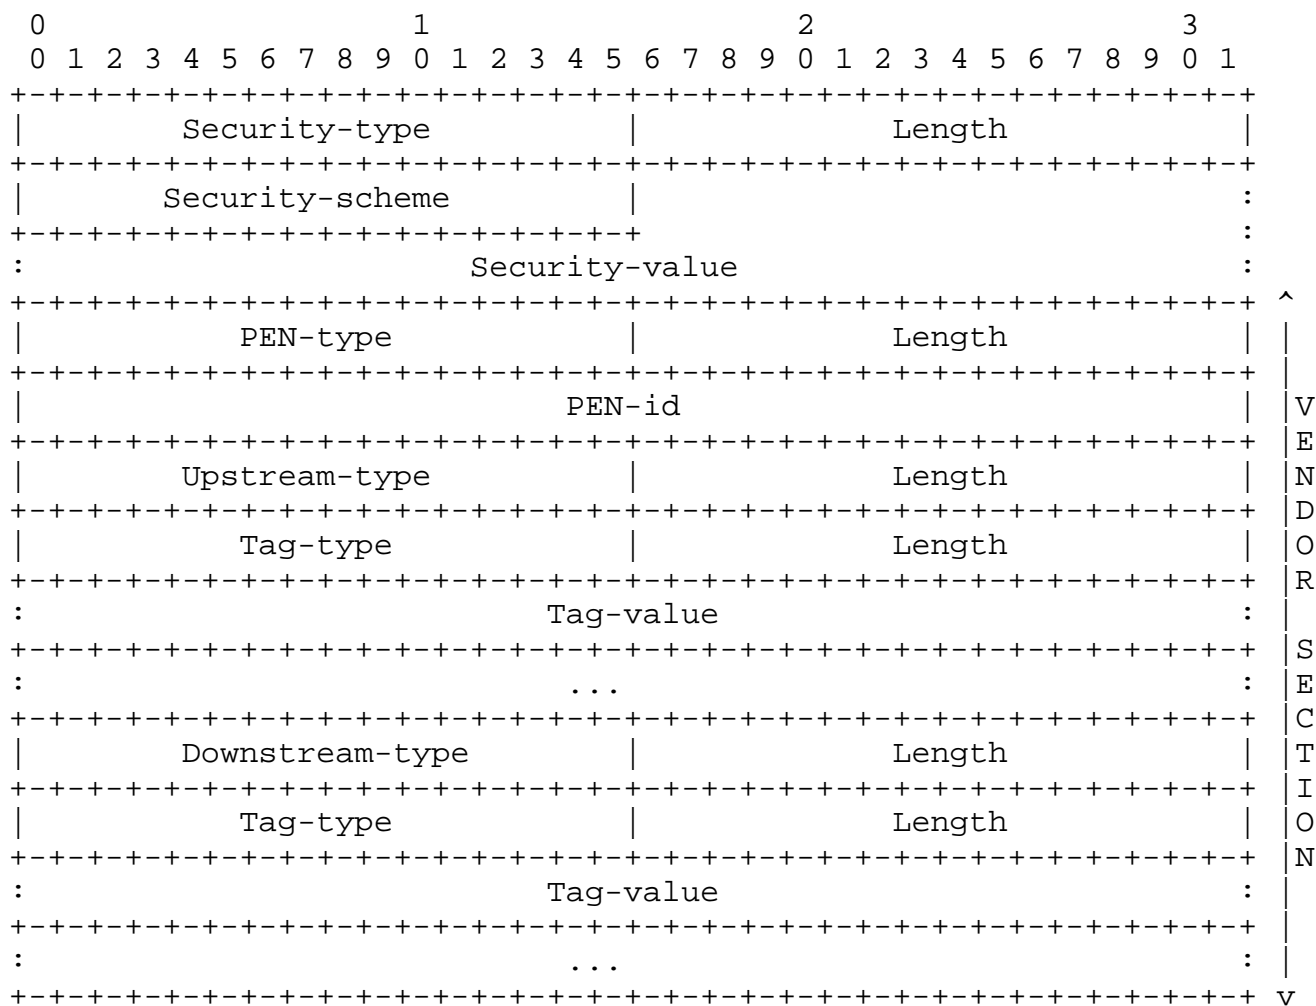 0                   1                   2                   3
 0 1 2 3 4 5 6 7 8 9 0 1 2 3 4 5 6 7 8 9 0 1 2 3 4 5 6 7 8 9 0 1
+-+-+-+-+-+-+-+-+-+-+-+-+-+-+-+-+-+-+-+-+-+-+-+-+-+-+-+-+-+-+-+-+
|        Security-type          |             Length            |
+-+-+-+-+-+-+-+-+-+-+-+-+-+-+-+-+-+-+-+-+-+-+-+-+-+-+-+-+-+-+-+-+
|       Security-scheme         |                               :
+-+-+-+-+-+-+-+-+-+-+-+-+-+-+-+-+                               :
:                       Security-value                          :
+-+-+-+-+-+-+-+-+-+-+-+-+-+-+-+-+-+-+-+-+-+-+-+-+-+-+-+-+-+-+-+-+ ^
|           PEN-type            |             Length            | |
+-+-+-+-+-+-+-+-+-+-+-+-+-+-+-+-+-+-+-+-+-+-+-+-+-+-+-+-+-+-+-+-+ |
|                            PEN-id                             | |V
+-+-+-+-+-+-+-+-+-+-+-+-+-+-+-+-+-+-+-+-+-+-+-+-+-+-+-+-+-+-+-+-+ |E
|        Upstream-type          |             Length            | |N
+-+-+-+-+-+-+-+-+-+-+-+-+-+-+-+-+-+-+-+-+-+-+-+-+-+-+-+-+-+-+-+-+ |D
|           Tag-type            |             Length            | |O
+-+-+-+-+-+-+-+-+-+-+-+-+-+-+-+-+-+-+-+-+-+-+-+-+-+-+-+-+-+-+-+-+ |R
:                           Tag-value                           : |
+-+-+-+-+-+-+-+-+-+-+-+-+-+-+-+-+-+-+-+-+-+-+-+-+-+-+-+-+-+-+-+-+ |S
:                            ...                                : |E
+-+-+-+-+-+-+-+-+-+-+-+-+-+-+-+-+-+-+-+-+-+-+-+-+-+-+-+-+-+-+-+-+ |C
|        Downstream-type        |             Length            | |T
+-+-+-+-+-+-+-+-+-+-+-+-+-+-+-+-+-+-+-+-+-+-+-+-+-+-+-+-+-+-+-+-+ |I
|           Tag-type            |             Length            | |O
+-+-+-+-+-+-+-+-+-+-+-+-+-+-+-+-+-+-+-+-+-+-+-+-+-+-+-+-+-+-+-+-+ |N
:                           Tag-value                           : |
+-+-+-+-+-+-+-+-+-+-+-+-+-+-+-+-+-+-+-+-+-+-+-+-+-+-+-+-+-+-+-+-+ |
:                            ...                                : |
+-+-+-+-+-+-+-+-+-+-+-+-+-+-+-+-+-+-+-+-+-+-+-+-+-+-+-+-+-+-+-+-+ v